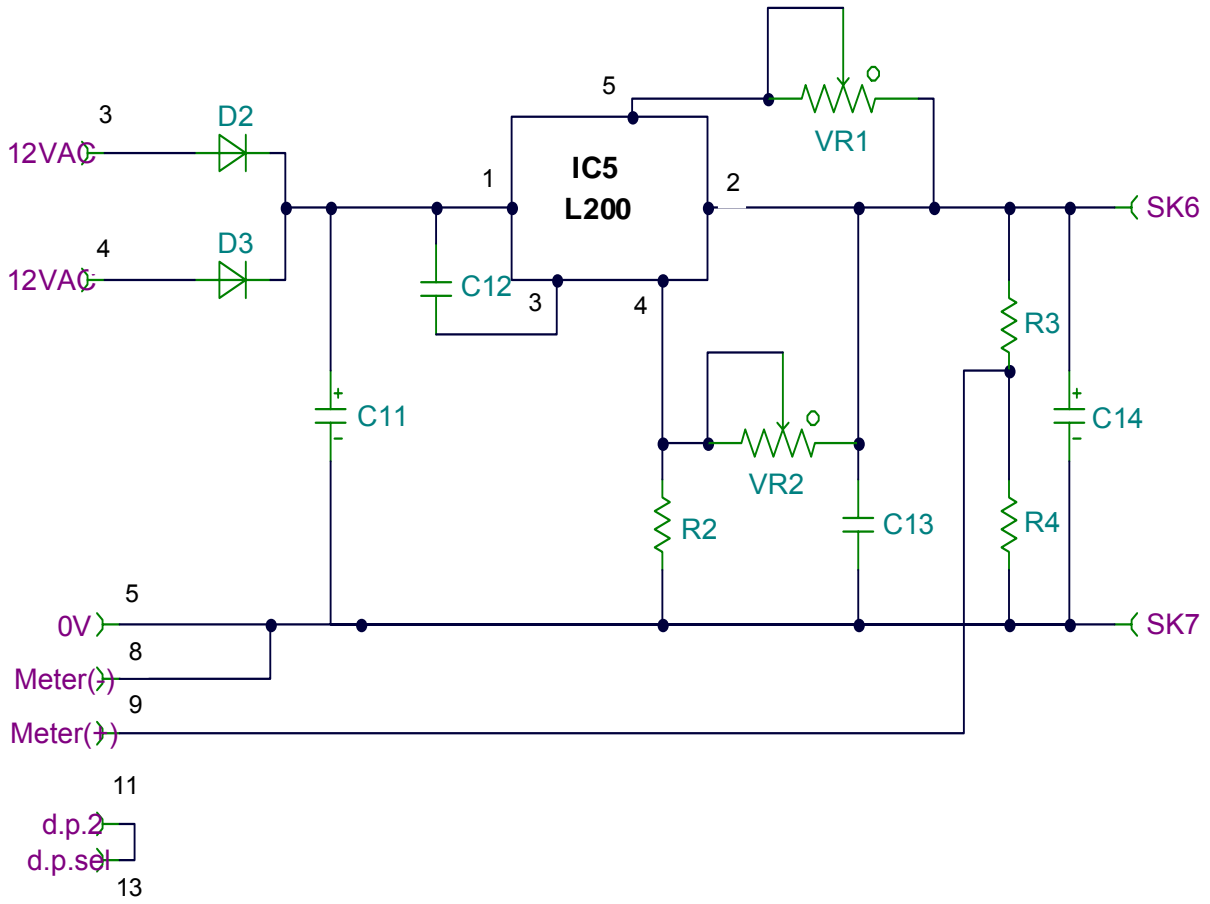 5
3
D2
VR1
12VAC
IC5
L200
1
2
SK6
4
D3
12VAC
C12
3
4
R3
C11
C14
VR2
R2
C13
R4
+
-
+
-
5
0V
SK7
8
Meter(-)
9
Meter(+)
11
d.p.2
d.p.sel
13